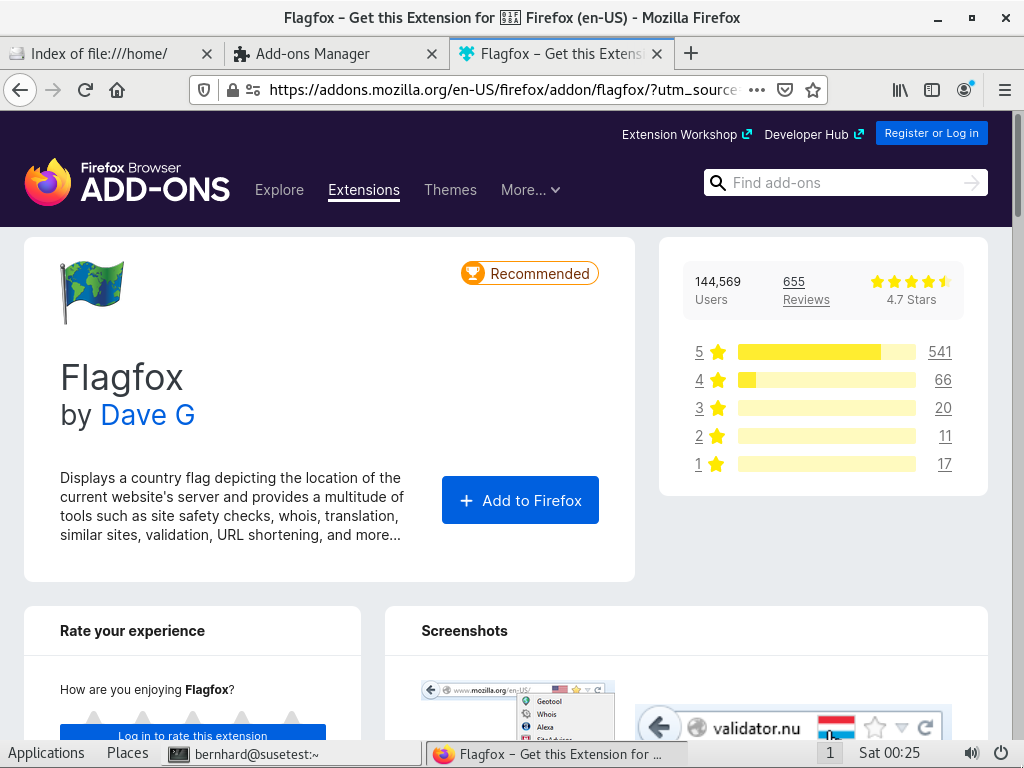 Flagfox – Get this Extension for 01F98A Firefox (en-US) - Mozilla Firefox
Index of file:///home/
Add-ons Manager
Flagfox – Get this Extens
https://addons.mozilla.org/en-US/firefox/addon/flagfox/?utm_source
Extension Workshop
Developer Hub
Register or Log in
Firefox Browser
ADD-ONS
Explore
Extensions
Themes
More...
Find add-ons
Recommended
Flagfox
by Dave G
Displays a country flag depicting the location of the
current website's server and provides a multitude of
tools such as site safety checks, whois, translation,
similar sites, validation, URL shortening, and more...
+ Add to Firefox
144,569
Users
655
Reviews
4.7 Stars
5 541
4 66
3 20
2 11
1 17
Rate your experience
How are you enjoying Flagfox?
Log in to rate this extension
Screenshots
www.mozilla.org/en-US/
Geotool
Whois
Alexa
validator.nu
Applications
Places
bernhard@susetest:~
Flagfox – Get this Extension for ...
1
Sat 00:25